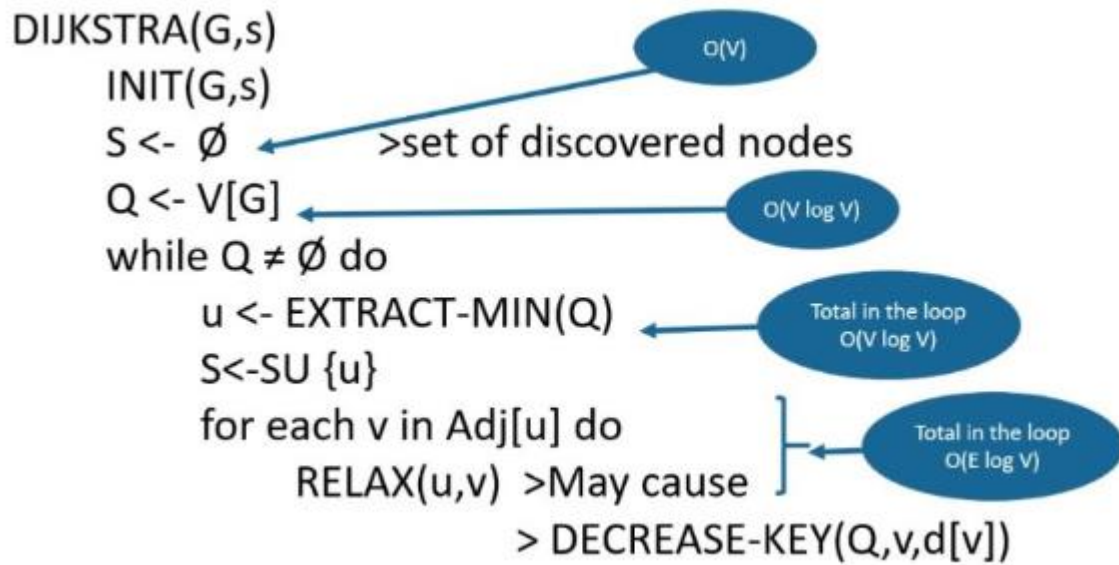 DIJKSTRA(G,s)
O(V)
INIT(G,s)
S <- Ø >set of discovered nodes
Q <- V[G]
O(V log V)
while Q ≠ Ø do
u <- EXTRACT-MIN(Q)
Total in the loop
O(V log V)
S<-SU {u}
for each v in Adj[u] do
Total in the loop
O(E log V)
RELAX(u,v) >May cause
> DECREASE-KEY(Q,v,d[v])